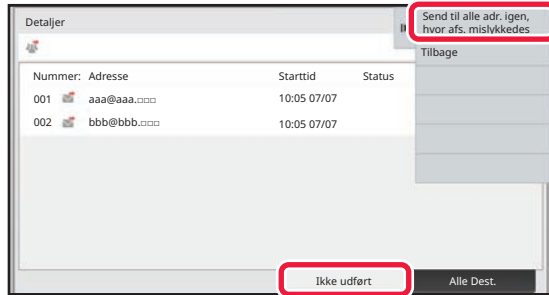 Detaljer
Send til alle adr. igen,
hvor afs. mislykkedes
Tilbage
Nummer: Adresse Starttid Status
001 aaa@aaa.□□□ 10:05 07/07
002 bbb@bbb.□□□ 10:05 07/07
Ikke udført Alle Dest.